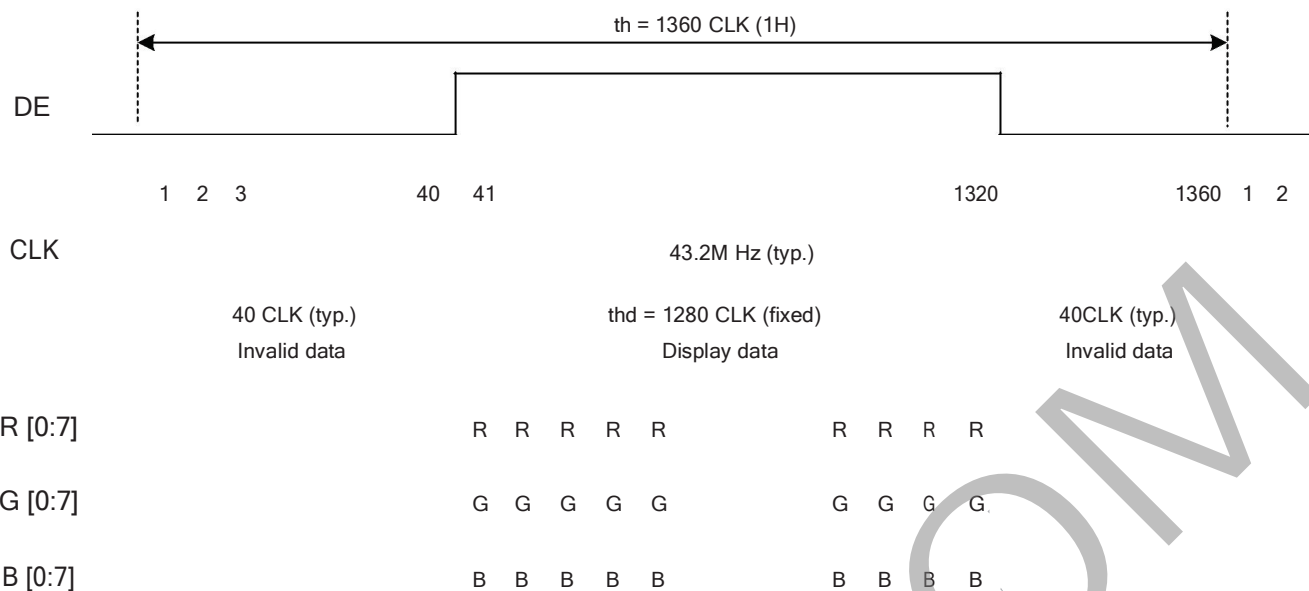 th = 1360 CLK (1H)
DE
1 2 3 40 41 1320 1360 1 2
CLK
43.2M Hz (typ.)
40 CLK (typ.) thd = 1280 CLK (fixed) 40CLK (typ.)
Invalid data Display data Invalid data
R [0:7] R R R R R R R R R
G [0:7] G G G G G G G G G
B [0:7] B B B B B B B B B
OM